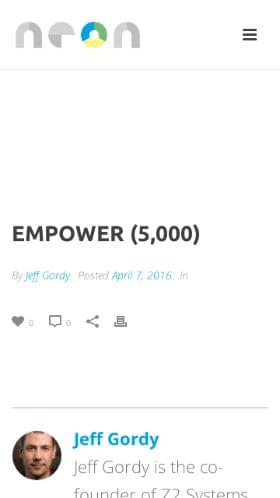 neon
EMPOWER (5,000)
By Jeff Gordy Posted April 7, 2016 In
0 0
Jeff Gordy
Jeff Gordy is the co-
founder of Z2 Systems